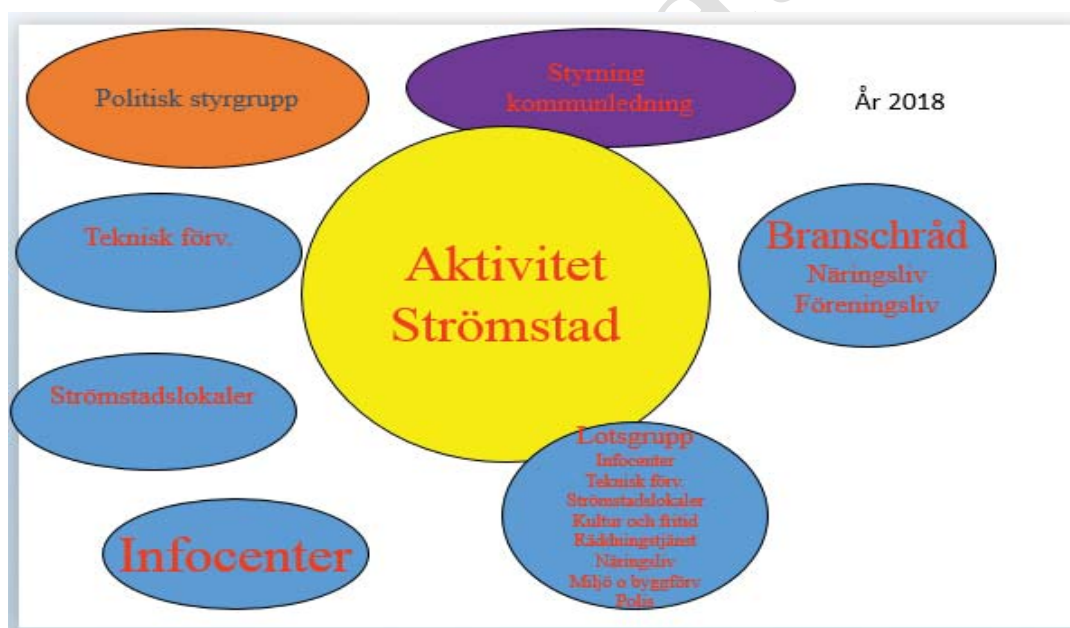 Politisk styrgrupp
Styrning
kommunledning
År 2018
Teknisk förv.
Aktivitet
Strömstad
Branschråd
Näringsliv
Föreningsliv
Strömstadslokaler
Lotsgrupp
Infocenter
Teknisk förv.
Strömstadslokaler
Kultur och fritid
Räddningstjänst
Näringsliv
Miljö o byggförv
Polis
Infocenter